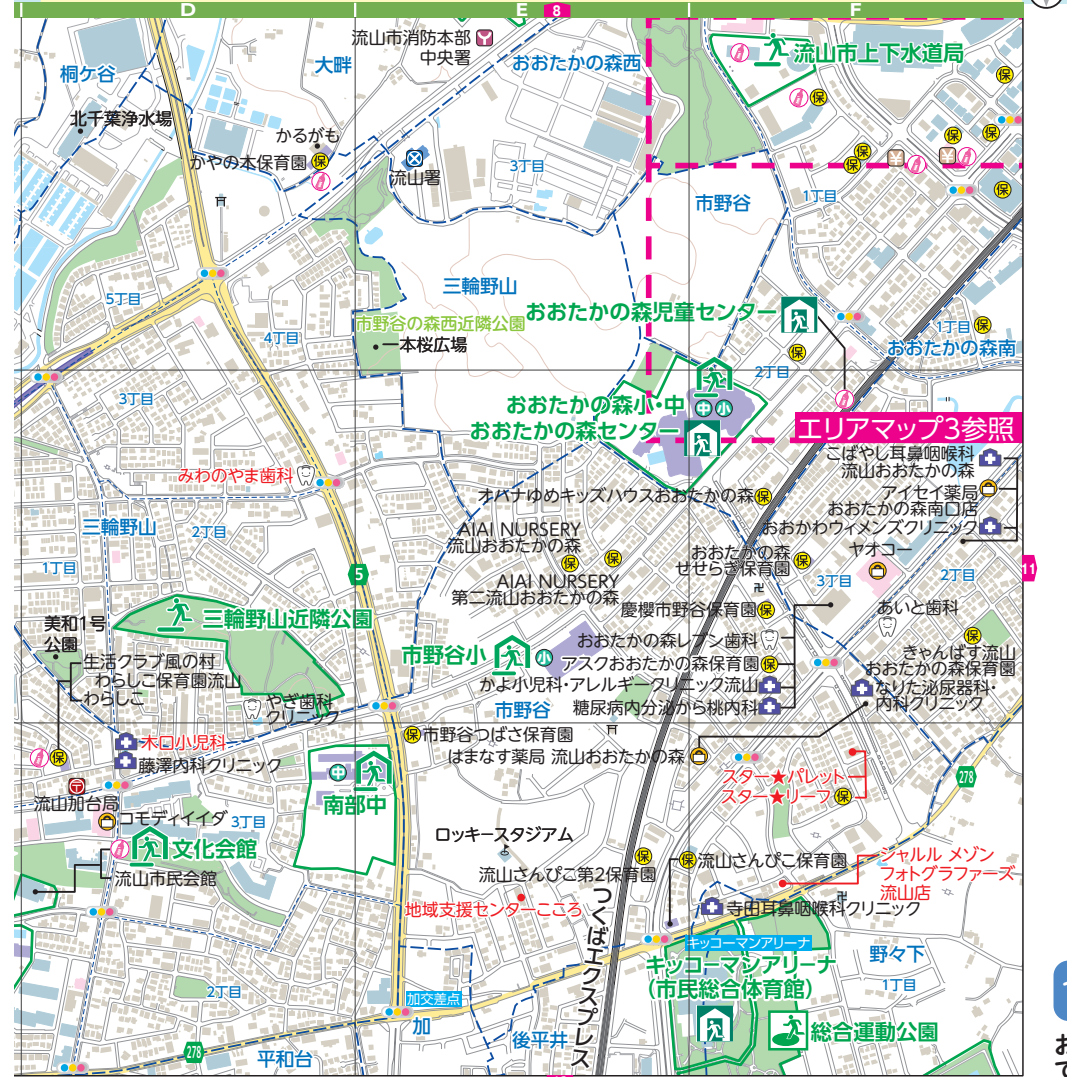 D
E
8
F
流山市消防本部
中央署
大畔
おおたかの森西
流山市上下水道局
桐ケ谷
北千葉浄水場
かるがも
かやの木保育園
保
流山署
3丁目
保
保
保
保
保
保
¥
¥
保
1丁目
市野谷
三輪野山
5丁目
4丁目
市野谷の森西近隣公園
一本桜広場
おおたかの森児童センター
1丁目
保
おおたかの森南
保
2丁目
3丁目
おおたかの森小・中
中
小
おおたかの森センター
エリアマップ3参照
こばやし耳鼻咽喉科
流山おおたかの森
アイセイ薬局
おおたかの森南口店
おおかわウィメンズクリニック
みわのやま歯科
オハナゆめキッズハウスおおたかの森
保
三輪野山
2丁目
AIAI NURSERY
流山おおたかの森
保
保
AIAI NURSERY
第二流山おおたかの森
おおたかの森
せせらぎ保育園
保
ヤオコー
1丁目
5
3丁目
2丁目
11
三輪野山近隣公園
慶櫻市野谷保育園
保
あいと歯科
美和1号
公園
おおたかの森レブン歯科
保
市野谷小
小
アスクおおたかの森保育園
保
きゃんばす流山
おおたかの森保育園
生活クラブ風の村
わらしこ保育園流山
わらしこ
かよ小児科・アレルギークリニック流山
なりた泌尿器科・
内科クリニック
やぎ歯科
クリニック
市野谷
糖尿病内分泌から桃内科
保
市野谷つばさ保育園
木口小児科
保
藤澤内科クリニック
はまなす薬局 流山おおたかの森
スター★パレット
スター★リーフ
保
278
流山加台局
中
南部中
コモディイイダ
3丁目
文化会館
流山市民会館
ロッキースタジアム
保
流山さんぴこ第2保育園
保
流山さんぴこ保育園
シャルル メゾン
フォトグラファーズ
流山店
地域支援センターこころ
寺田耳鼻咽喉科クリニック
つくばエクスプレス
キッコーマンアリーナ
キッコーマンアリーナ
(市民総合体育館)
野々下
1丁目
2丁目
加交差点
加
後平井
総合運動公園
278
平和台